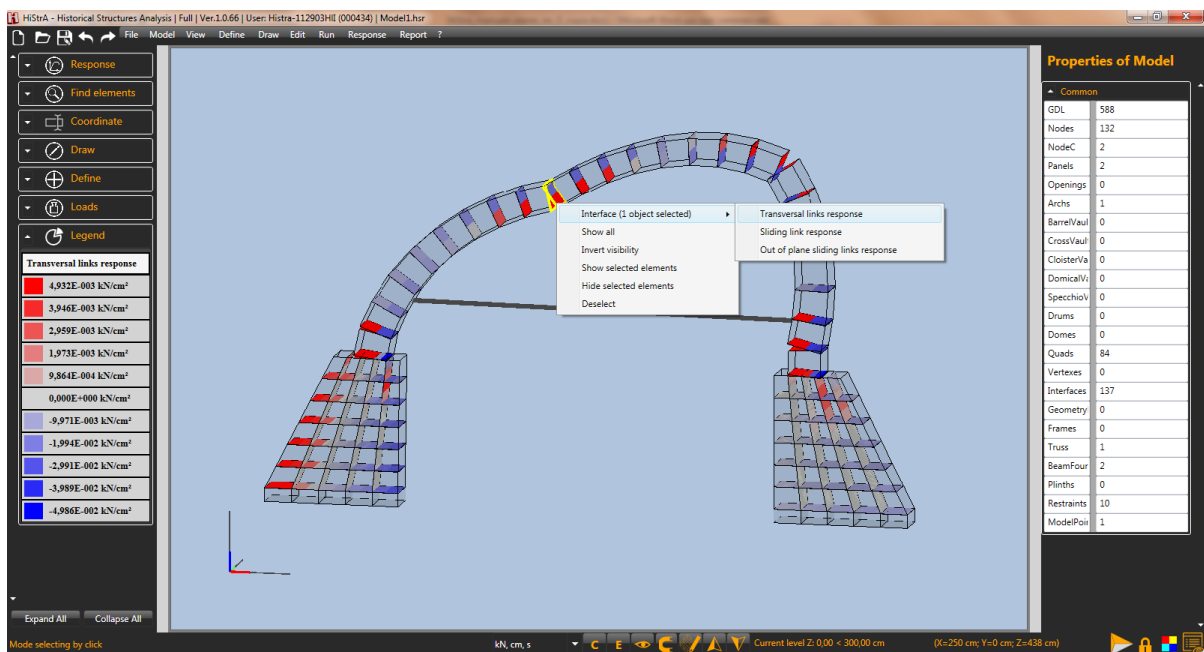 HiStrA - Historical Structures Analysis | Full | Ver.1.0.66 | User: Histra-112903HII (000434) | Model1.hsr
File Model View Define Draw Edit Run Response Report ?
Response
Find elements
Coordinate
Draw
Define
Loads
Legend
Transversal links response
4,932E-003 kN/cm²
3,946E-003 kN/cm²
2,959E-003 kN/cm²
1,973E-003 kN/cm²
9,864E-004 kN/cm²
0,000E+000 kN/cm²
-9,971E-003 kN/cm²
-1,994E-002 kN/cm²
-2,991E-002 kN/cm²
-3,989E-002 kN/cm²
-4,986E-002 kN/cm²
Expand All Collapse All
Interface (1 object selected)
Show all
Invert visibility
Show selected elements
Hide selected elements
Deselect
Transversal links response
Sliding link response
Out of plane sliding links response
Properties of Model
Common
GDL 588
Nodes 132
NodeC 2
Panels 2
Openings 0
Archs 1
BarrelVaul 0
CrossVaul 0
CloisterVa 0
DomicalVa 0
SpecchioV 0
Drums 0
Domes 0
Quads 84
Vertexes 0
Interfaces 137
Geometry 0
Frames 0
Truss 1
BeamFour 2
Plinths 0
Restraints 10
ModelPoi 1
Mode selecting by click kN, cm, s C E Current level Z: 0,00 < 300,00 cm (X=250 cm; Y=0 cm; Z=438 cm)